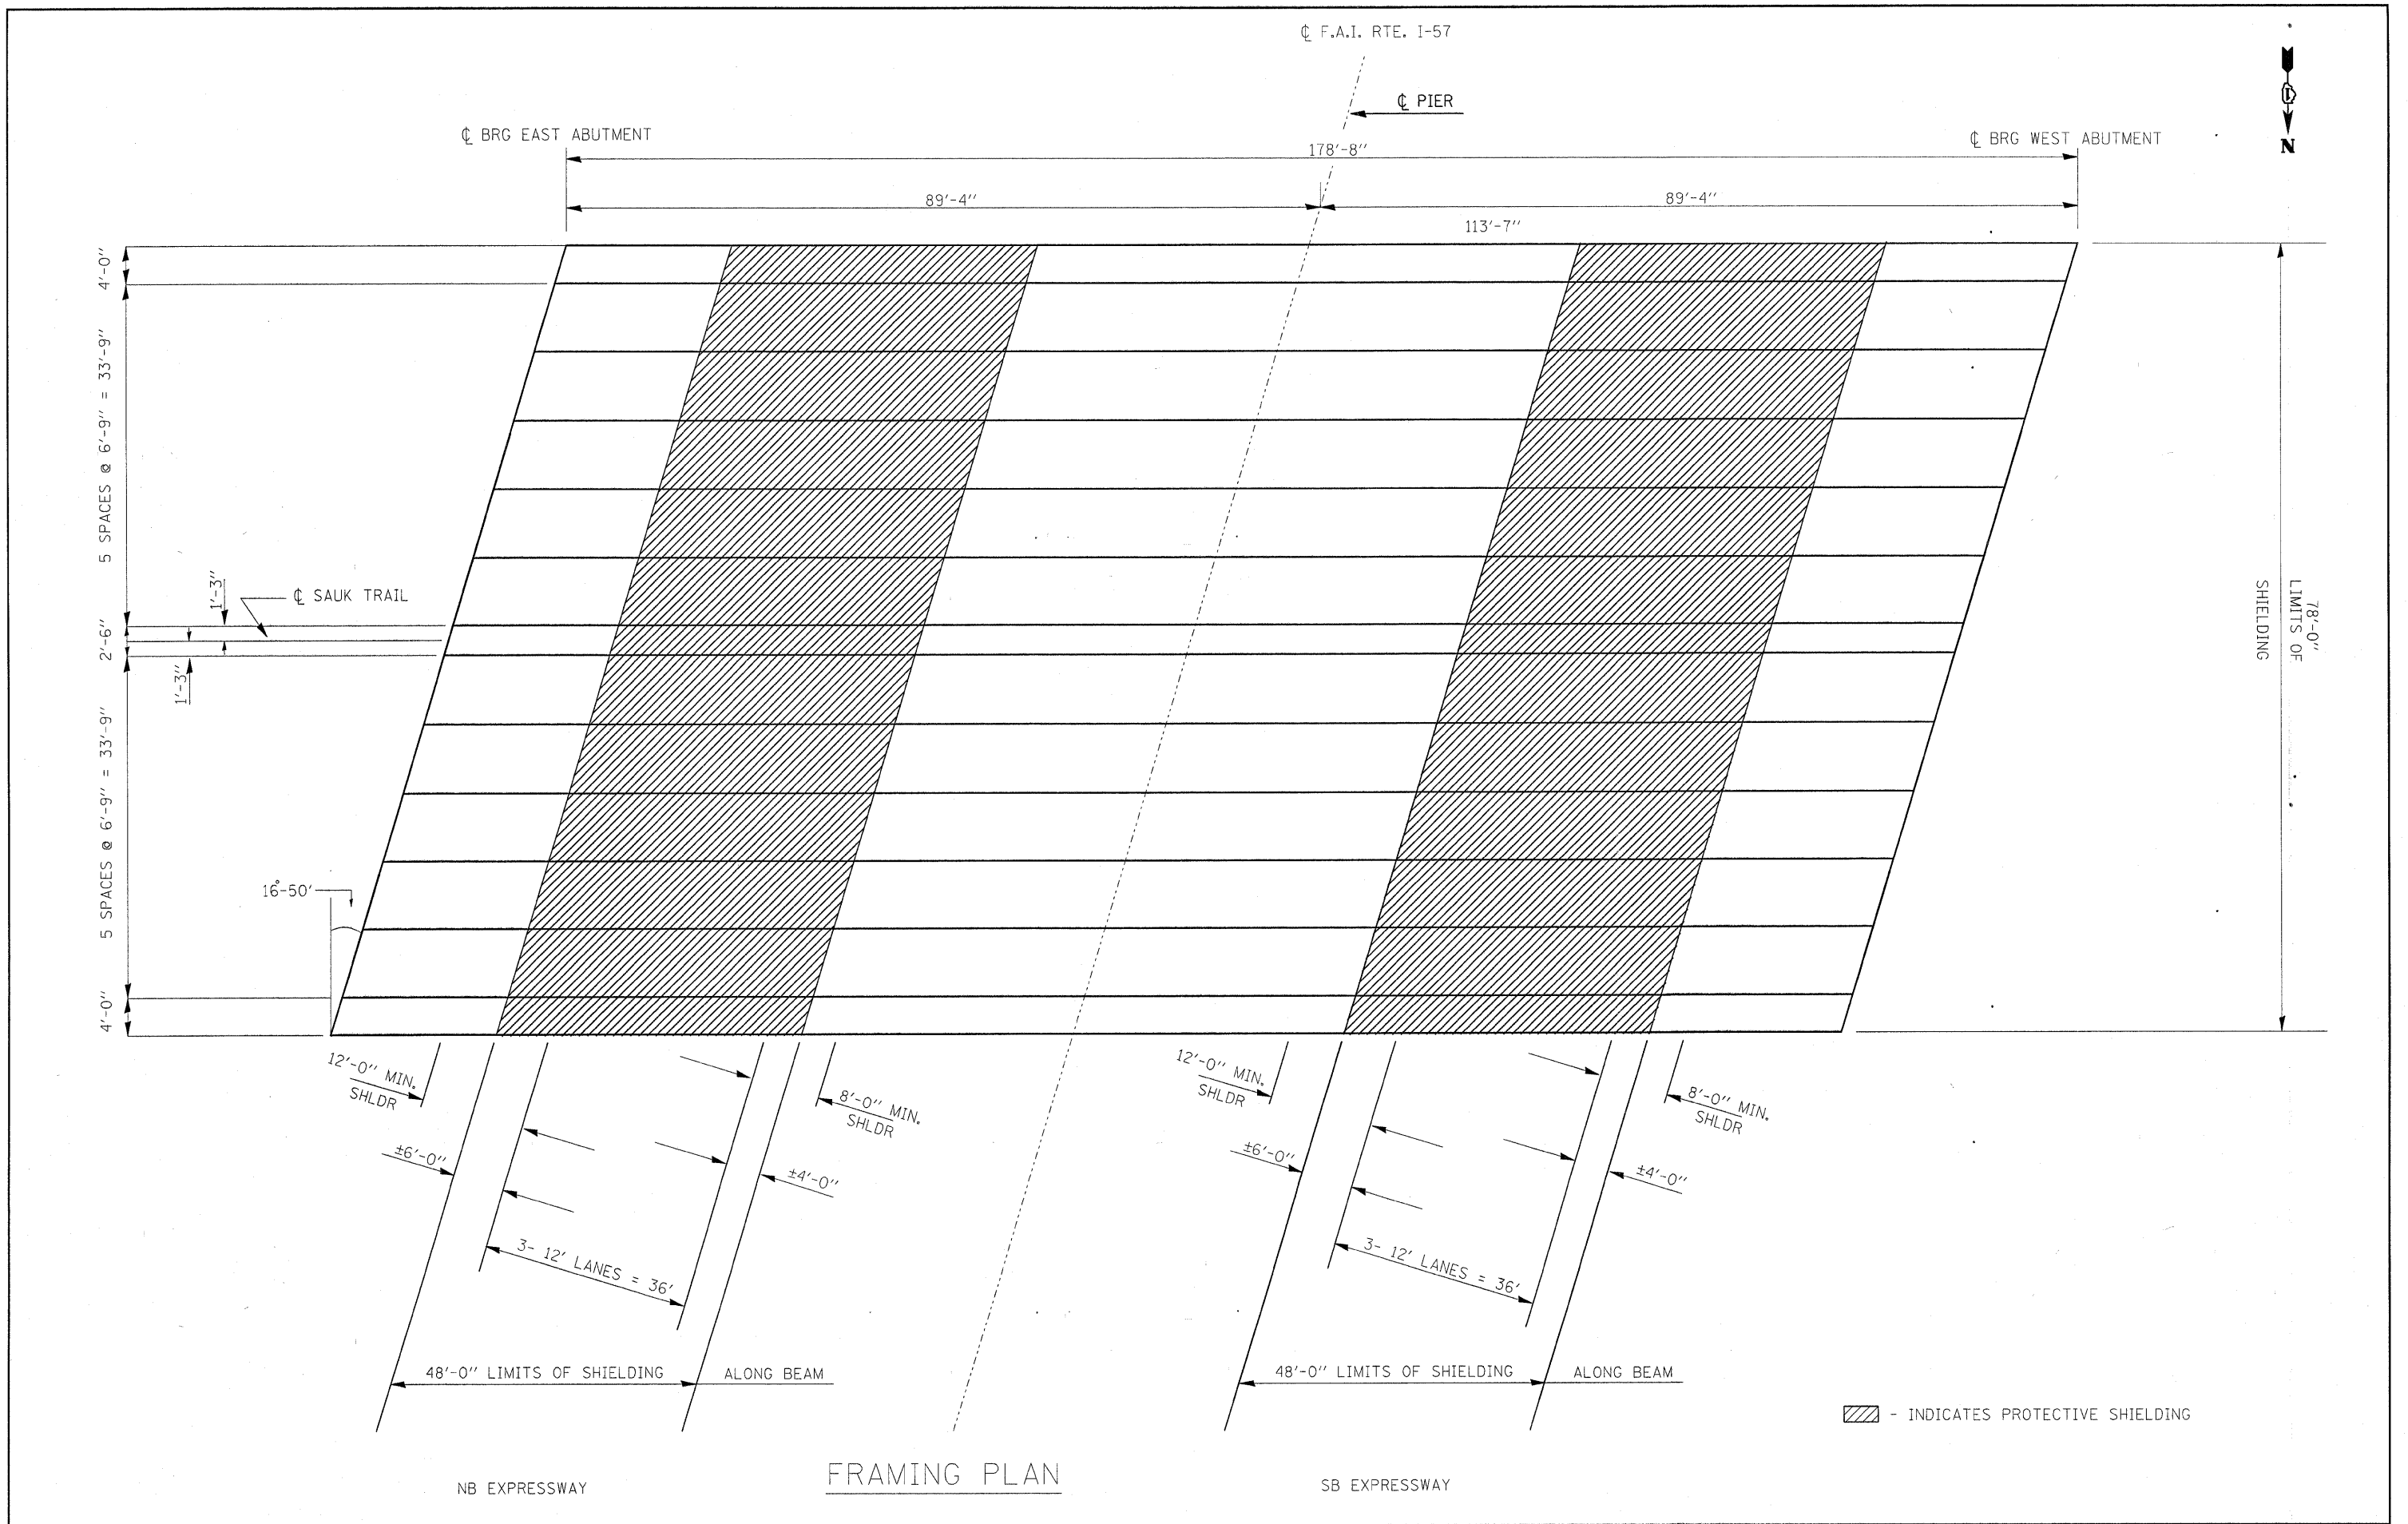 ℄ F.A.I. RTE. I-57
℄ PIER
℄ BRG EAST ABUTMENT
℄ BRG WEST ABUTMENT
N
178'-8"
89'-4"
89'-4"
113'-7"
4'-0"
5 SPACES @ 6'-9" = 33'-9"
2'-6"
5 SPACES @ 6'-9" = 33'-9"
4'-0"
1'-3"
1'-3"
℄ SAUK TRAIL
16°-50'
78'-0"
LIMITS OF
SHIELDING
12'-0" MIN.
SHLDR
8'-0" MIN.
SHLDR
±6'-0"
±4'-0"
3- 12' LANES = 36'
48'-0" LIMITS OF SHIELDING
ALONG BEAM
12'-0" MIN.
SHLDR
8'-0" MIN.
SHLDR
±6'-0"
±4'-0"
3- 12' LANES = 36'
48'-0" LIMITS OF SHIELDING
ALONG BEAM
- INDICATES PROTECTIVE SHIELDING
NB EXPRESSWAY
FRAMING PLAN
SB EXPRESSWAY